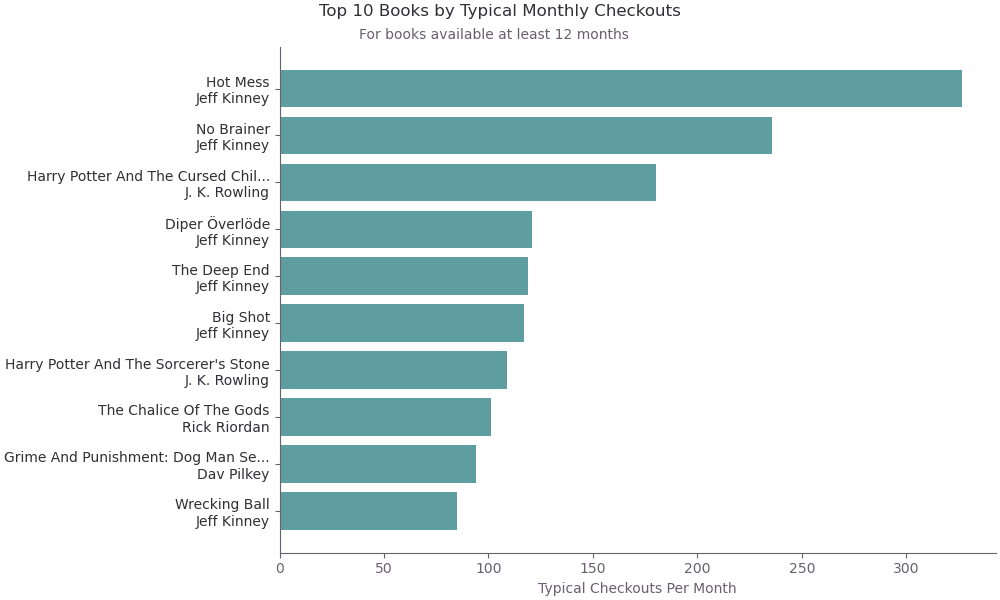 Top 10 Books by Typical Monthly Checkouts
For books available at least 12 months
Hot Mess
Jeff Kinney
No Brainer
Jeff Kinney
Harry Potter And The Cursed Chil...
J. K. Rowling
Diper Överlöde
Jeff Kinney
The Deep End
Jeff Kinney
Big Shot
Jeff Kinney
Harry Potter And The Sorcerer's Stone
J. K. Rowling
The Chalice Of The Gods
Rick Riordan
Grime And Punishment: Dog Man Se...
Dav Pilkey
Wrecking Ball
Jeff Kinney
0 50 100 150 200 250 300
Typical Checkouts Per Month